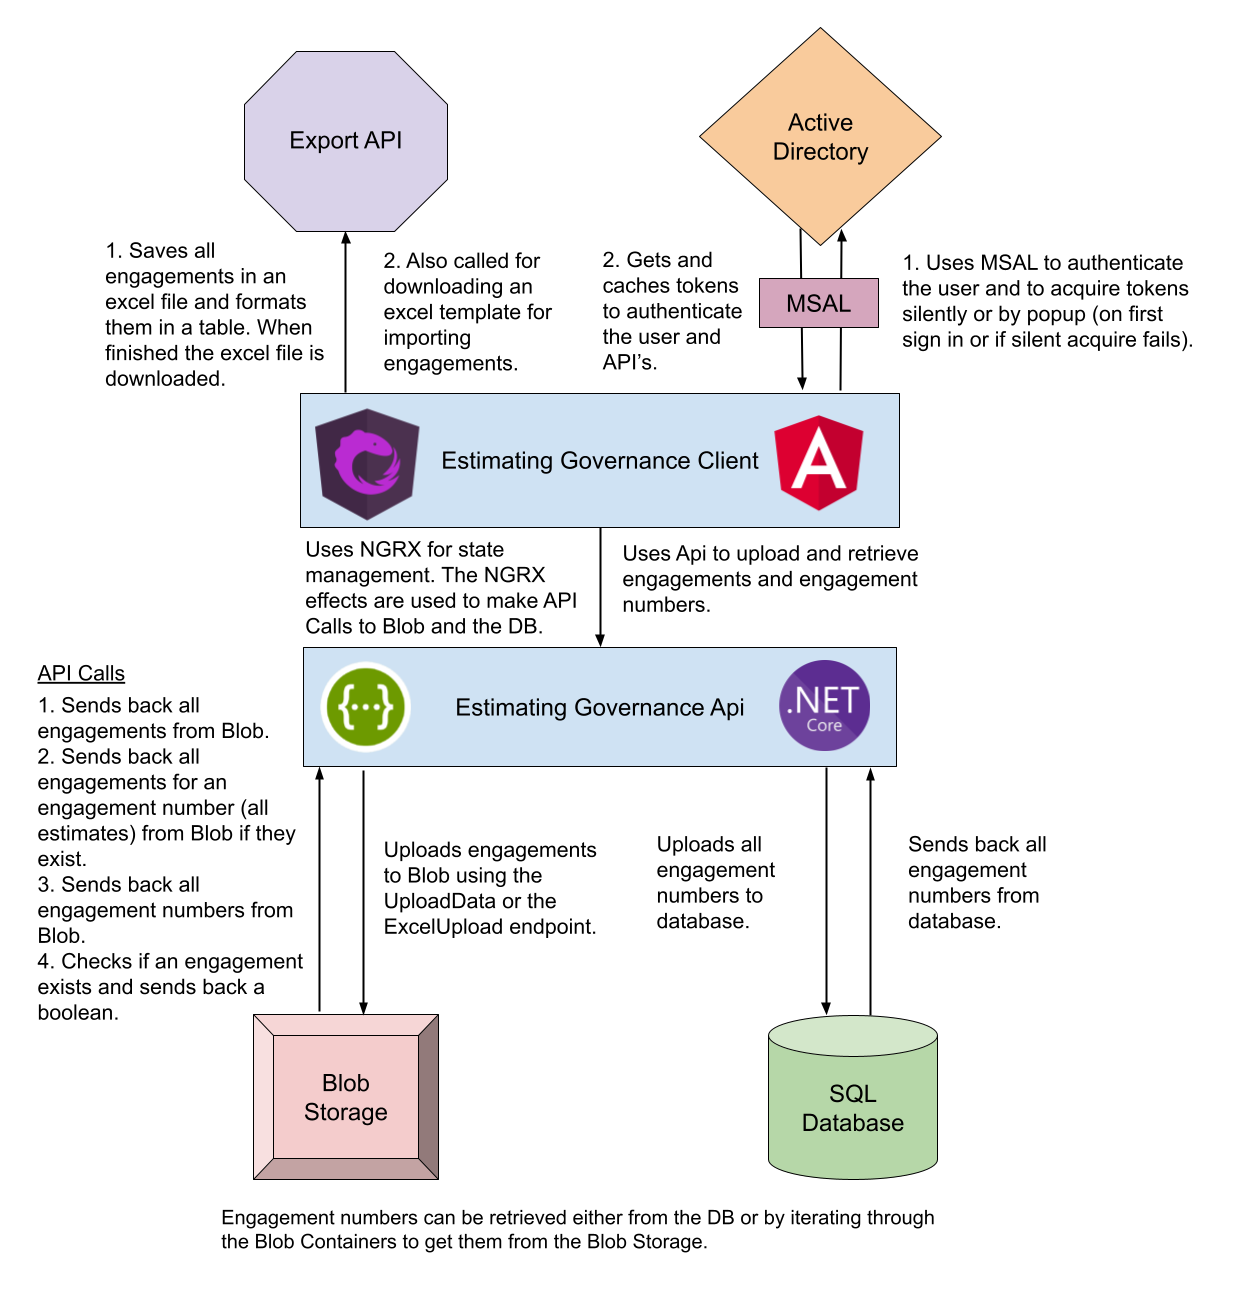 Export API
Active
Directory
1. Saves all
engagements in an
excel file and formats
them in a table. When
finished the excel file is
downloaded.
2. Also called for
downloading an
excel template for
importing
engagements.
2. Gets and
caches tokens
to authenticate
the user and
API's.
MSAL
1. Uses MSAL to authenticate
the user and to acquire tokens
silently or by popup (on first
sign in or if silent acquire fails).
Estimating Governance Client
A
Uses NGRX for state
management. The NGRX
effects are used to make API
Calls to Blob and the DB.
Uses Api to upload and retrieve
engagements and engagement
numbers.
{···}
Estimating Governance Api
.NET
Core
API Calls
1. Sends back all
engagements from Blob.
2. Sends back all
engagements for an
engagement number (all
estimates) from Blob if they
exist.
3. Sends back all
engagement numbers from
Blob.
4. Checks if an engagement
exists and sends back a
boolean.
Uploads engagements
to Blob using the
UploadData or the
ExcelUpload endpoint.
Uploads all
engagement
numbers to
database.
Sends back all
engagement
numbers from
database.
Blob
Storage
SQL
Database
Engagement numbers can be retrieved either from the DB or by iterating through
the Blob Containers to get them from the Blob Storage.